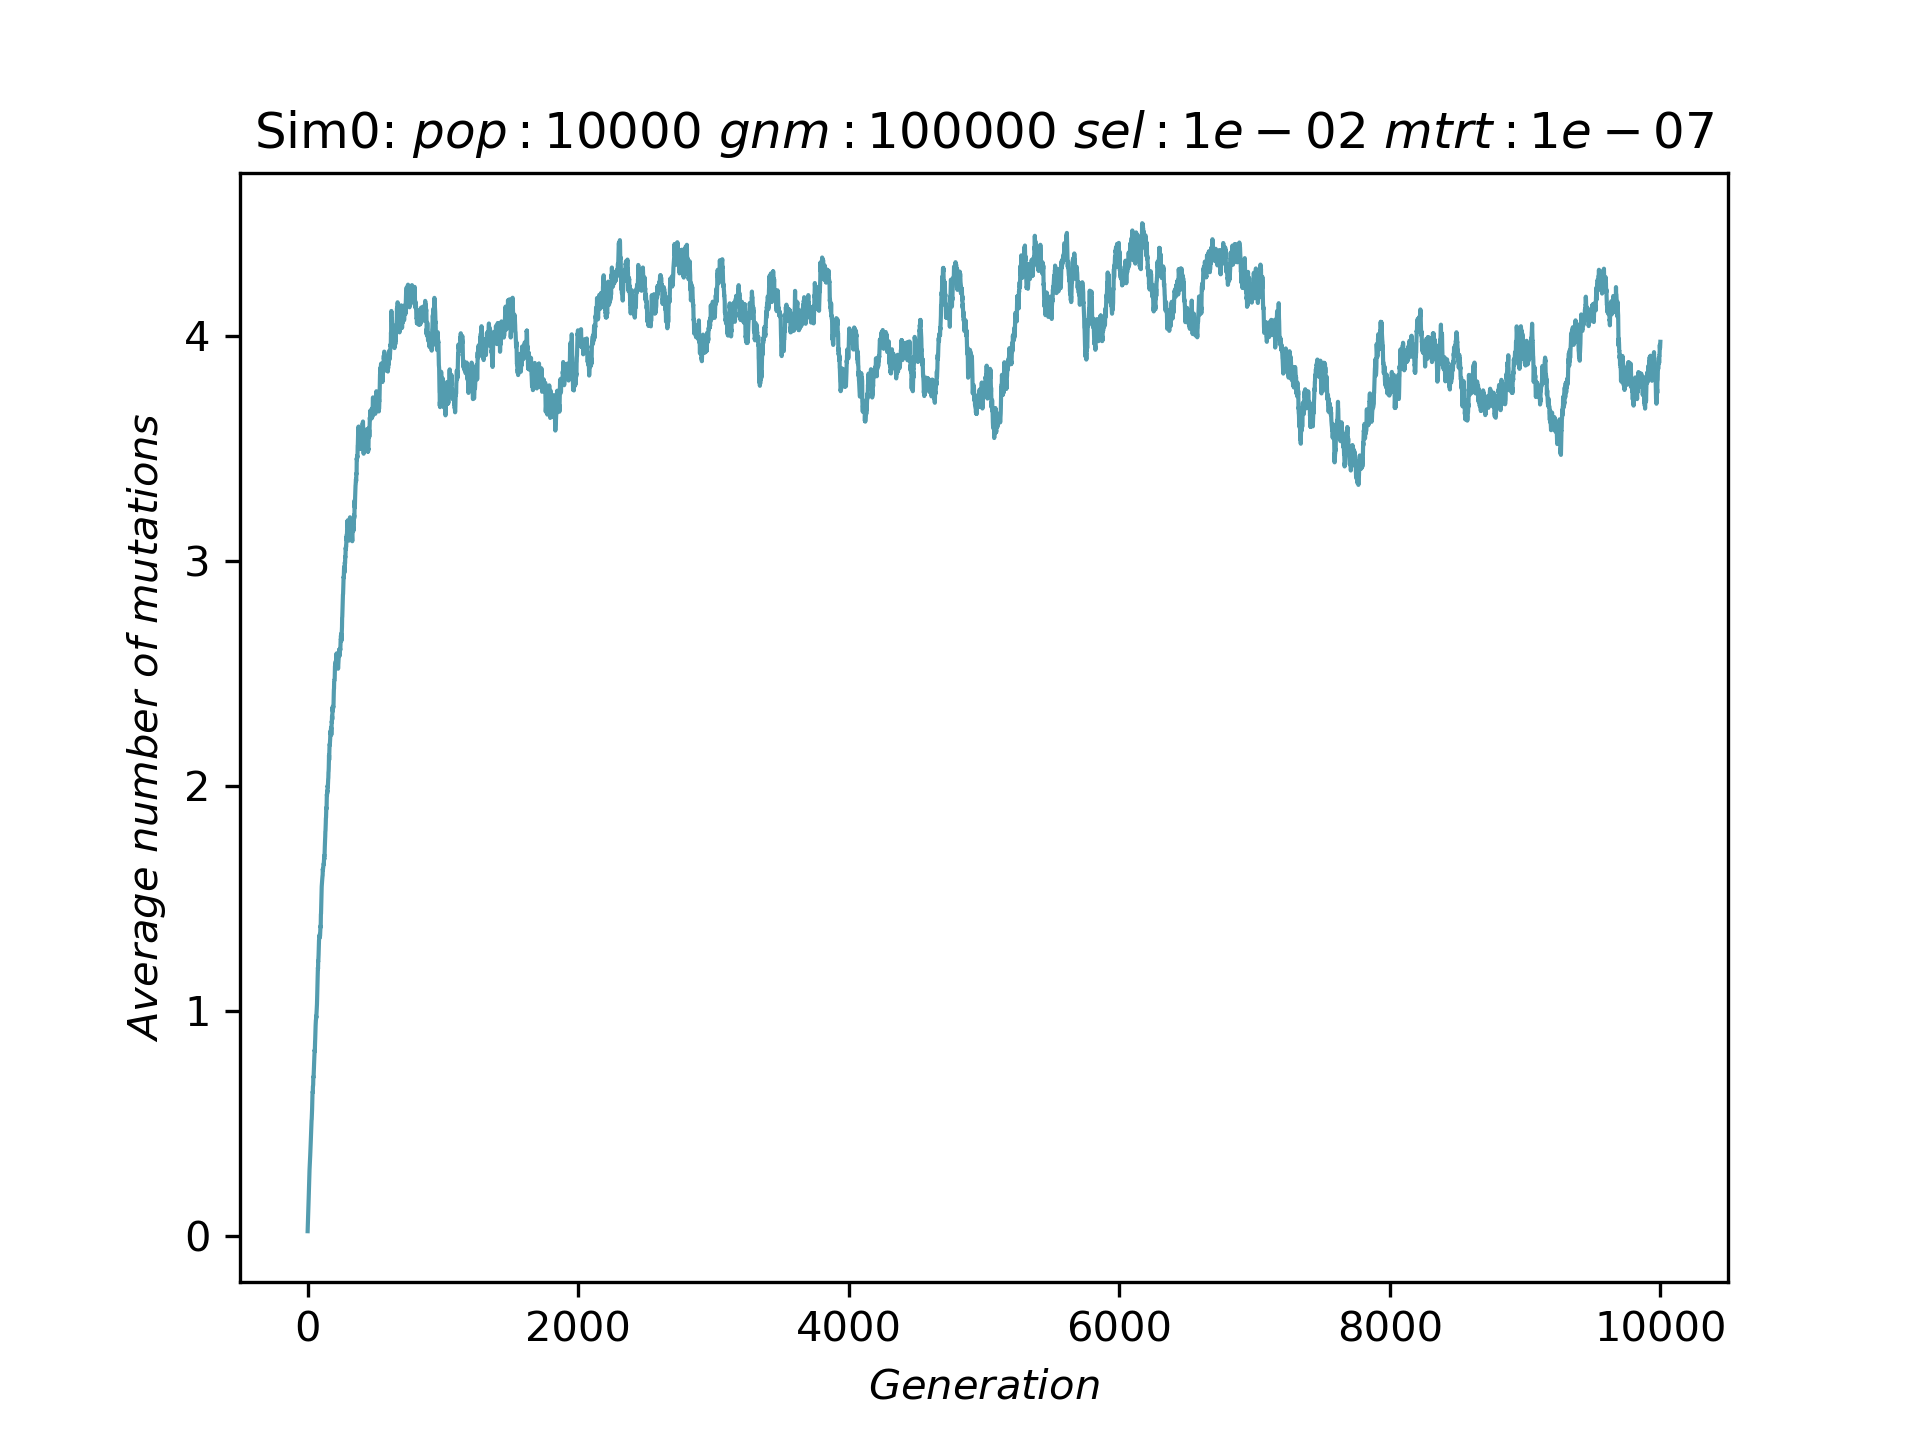 Sim0: pop : 10000 gnm : 100000 sel : 1e − 02 mtrt : 1e − 07
Average number of mutations
4
3
2
1
0
0 2000 4000 6000 8000 10000
Generation